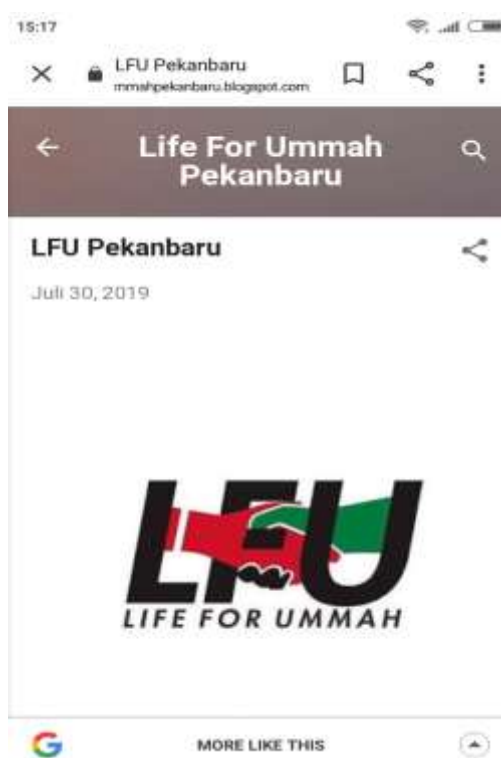 15:17
LFU Pekanbaru
mmahpekanbaru.blogspot.com
Life For Ummah
Pekanbaru
LFU Pekanbaru
Juli 30, 2019
LFU
LIFE FOR UMMAH
G
MORE LIKE THIS